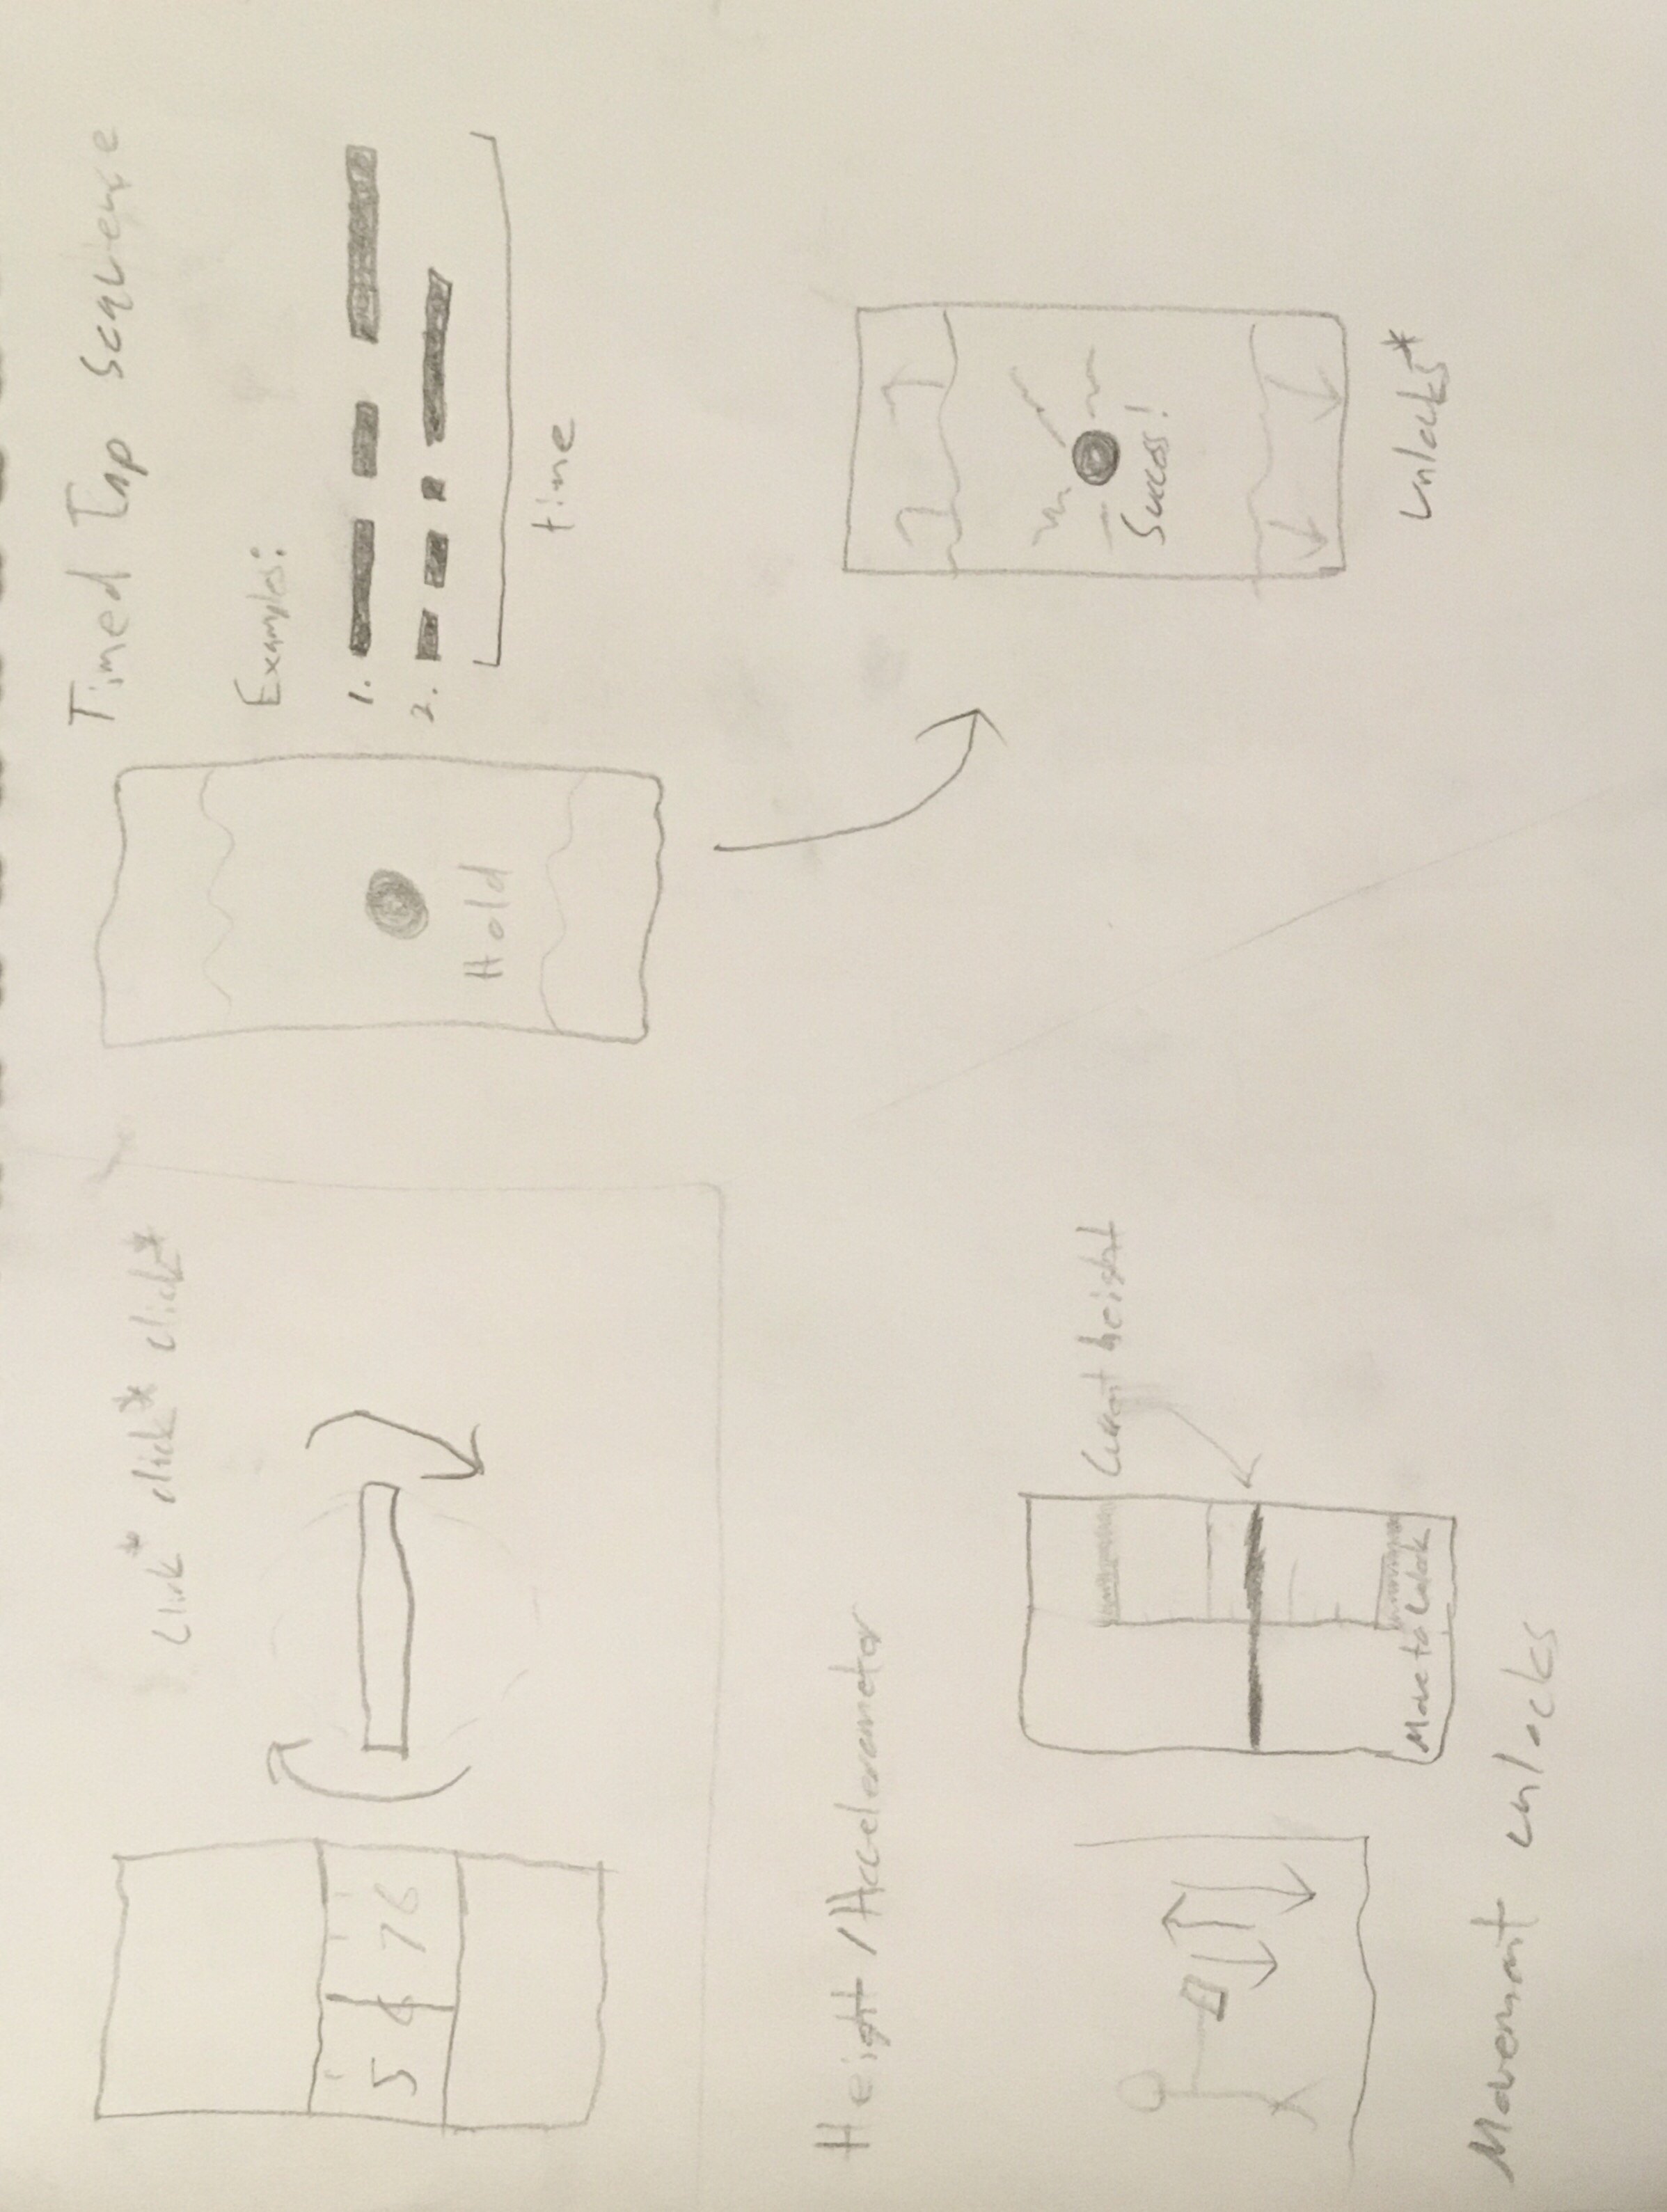 Click* click* click*
5 6 7 8
Timed Tap Sequence
Examples:
1.
2.
time
Hold
Height / Accelerometer
Current height
Move to Unlock
Movement unlocks
Success!
unlocks*